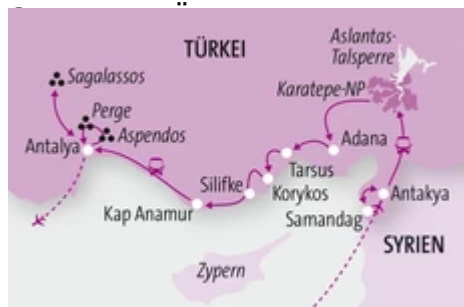 TÜRKEI
Aslantas-
Talsperre
Sagalassos
Karatepe-NP
Perge
Aspendos
Antalya
Adana
Tarsus
Silifke
Korykos
Antakya
Kap Anamur
Samandag
SYRIEN
Zypern